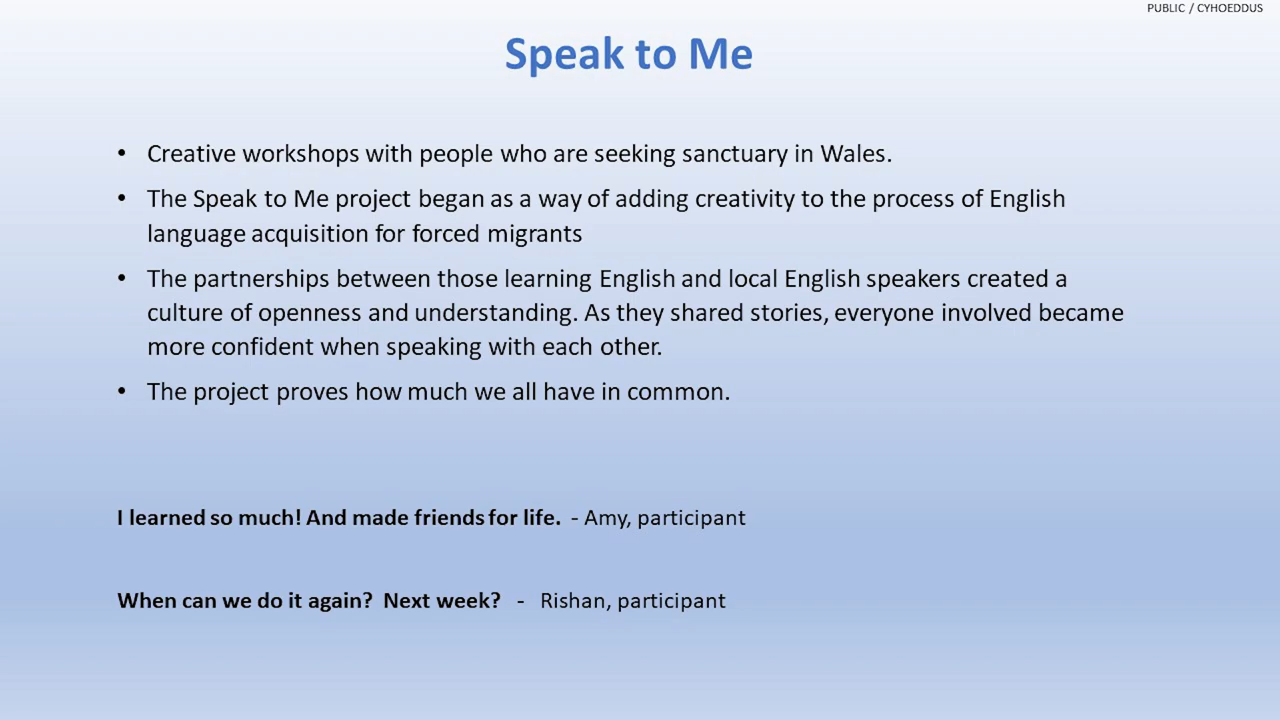 PUBLIC / CYHOEDDUS
Speak to Me
• Creative workshops with people who are seeking sanctuary in Wales.
• The Speak to Me project began as a way of adding creativity to the process of English
language acquisition for forced migrants
• The partnerships between those learning English and local English speakers created a
culture of openness and understanding. As they shared stories, everyone involved became
more confident when speaking with each other.
• The project proves how much we all have in common.
I learned so much! And made friends for life. - Amy, participant
When can we do it again? Next week? - Rishan, participant